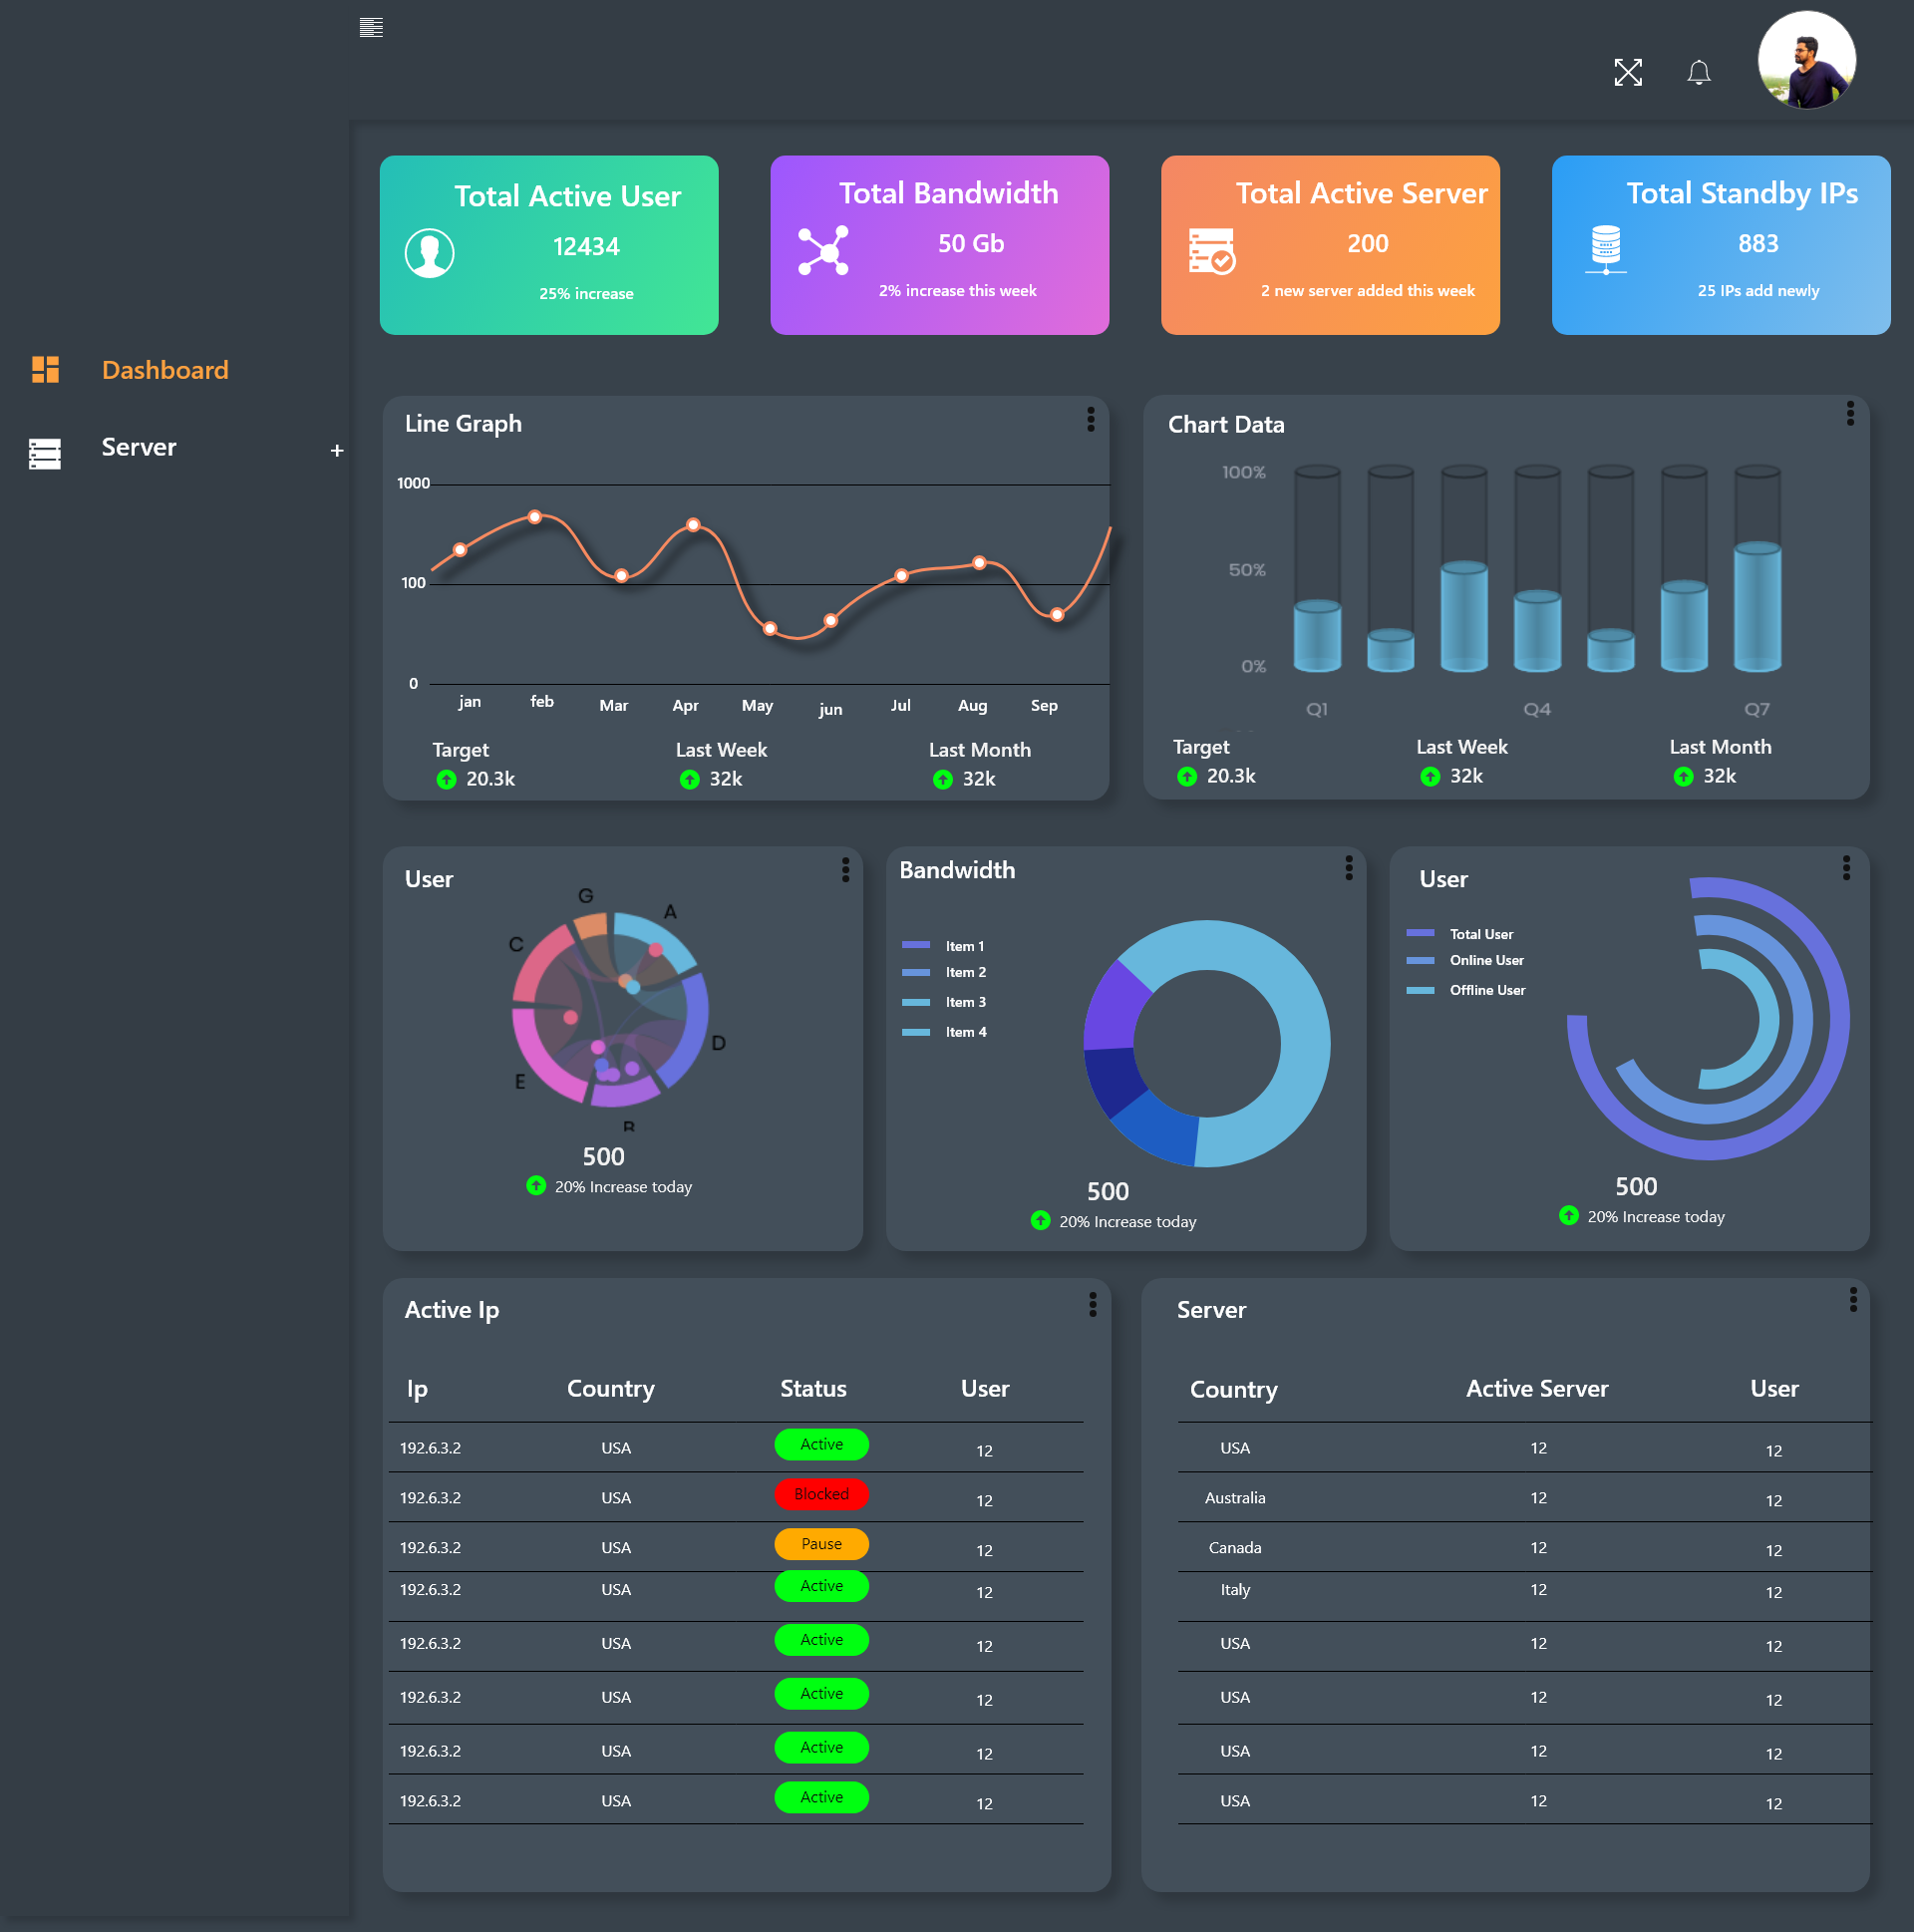 Total Active User
12434
25% increase
Total Bandwidth
50 Gb
2% increase this week
Total Active Server
200
2 new server added this week
Total Standby IPs
883
25 IPs add newly
Dashboard
Server +
Line Graph
1000
100
0
jan feb Mar Apr May jun Jul Aug Sep
Target Last Week Last Month
20.3k 32k 32k
Chart Data
100%
50%
0%
Q1 Q4 Q7
Target Last Week Last Month
20.3k 32k 32k
User
G
A
C
D
E
B
500
20% Increase today
Bandwidth
Item 1
Item 2
Item 3
Item 4
500
20% Increase today
User
Total User
Online User
Offline User
500
20% Increase today
Active Ip
Ip Country Status User
192.6.3.2 USA Active 12
192.6.3.2 USA Blocked 12
192.6.3.2 USA Pause 12
192.6.3.2 USA Active 12
192.6.3.2 USA Active 12
192.6.3.2 USA Active 12
192.6.3.2 USA Active 12
192.6.3.2 USA Active 12
Server
Country Active Server User
USA 12 12
Australia 12 12
Canada 12 12
Italy 12 12
USA 12 12
USA 12 12
USA 12 12
USA 12 12